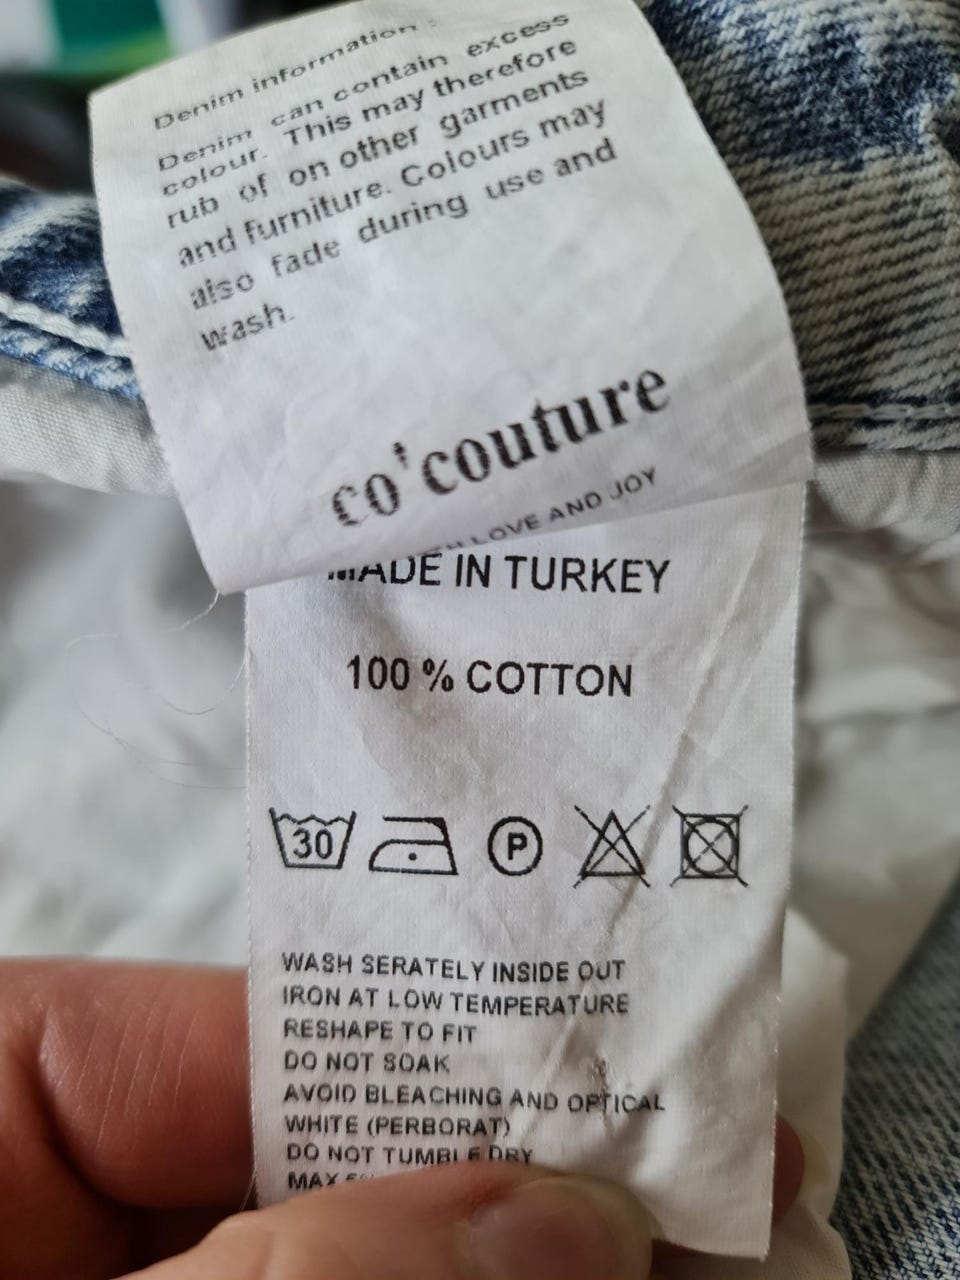 Denim information :
Denim can contain excess
colour. This may therefore
rub of on other garments
and furniture. Colours may
also fade during use and
wash.
co'couture
LOVE AND JOY
MADE IN TURKEY
100 % COTTON
30 P
WASH SERATELY INSIDE OUT
IRON AT LOW TEMPERATURE
RESHAPE TO FIT
DO NOT SOAK
AVOID BLEACHING AND OPTICAL
WHITE (PERBORAT)
DO NOT TUMBLE DRY
MAX